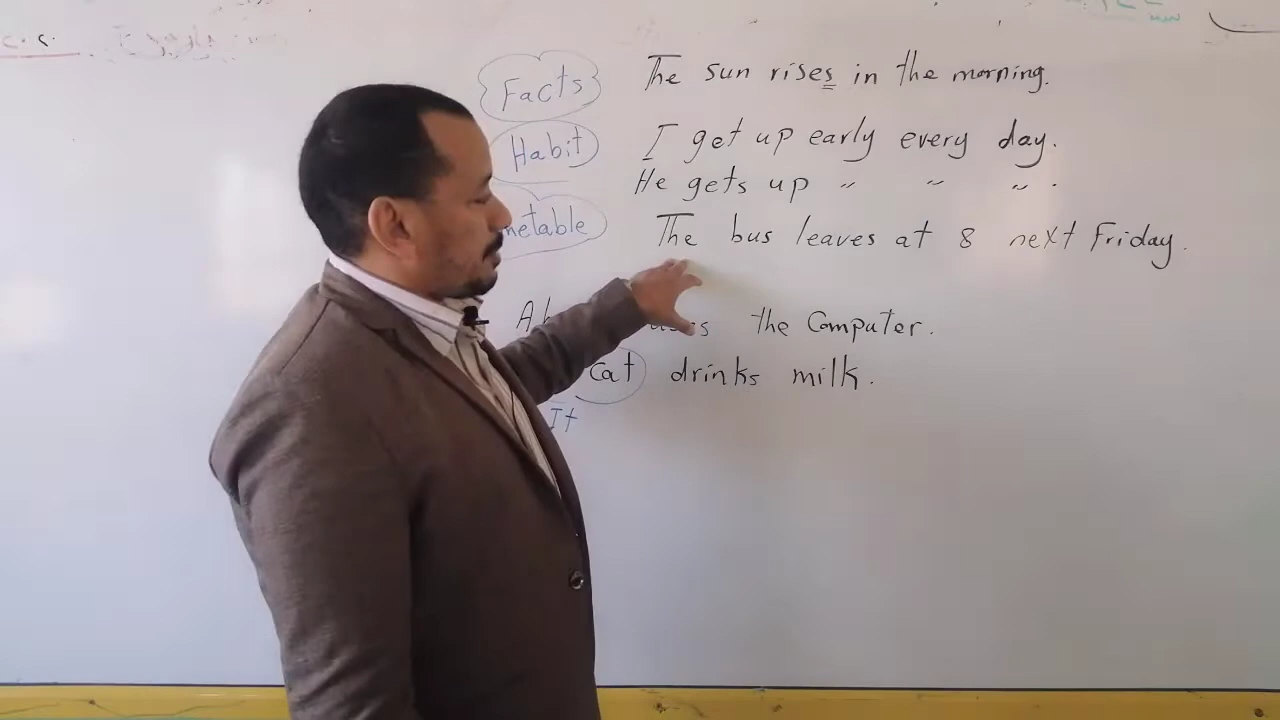 Facts The sun rises in the morning.
Habit I get up early every day.
He gets up 〃 〃 〃 .
The bus leaves at 8 next Friday.
the Computer.
cat drinks milk.
It